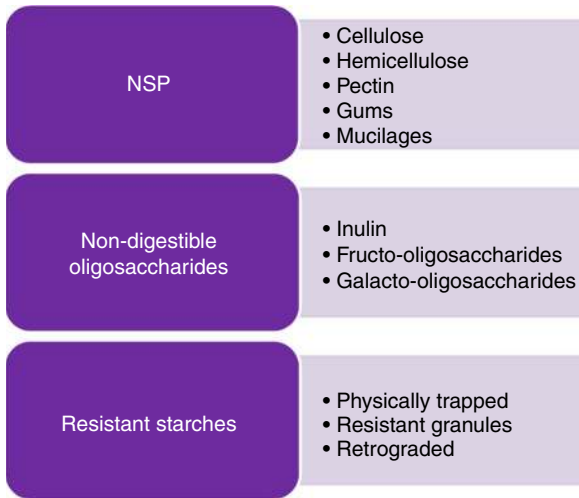 NSP
• Cellulose
• Hemicellulose
• Pectin
• Gums
• Mucilages
Non-digestible
oligosaccharides
• Inulin
• Fructo-oligosaccharides
• Galacto-oligosaccharides
Resistant starches
• Physically trapped
• Resistant granules
• Retrograded